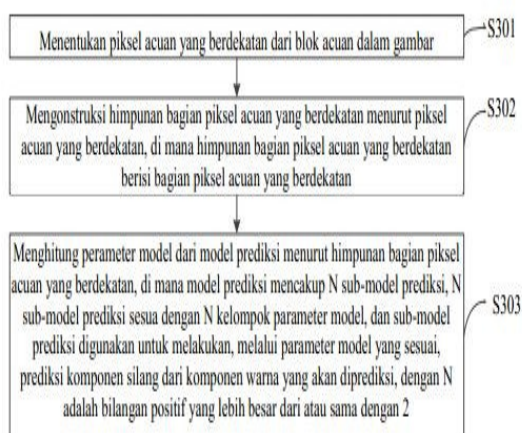 Menentukan piksel acuan yang berdekatan dari blok acuan dalam gambar
S301
Mengonstruksi himpunan bagian piksel acuan yang berdekatan menurut piksel
acuan yang berdekatan, di mana himpunan bagian piksel acuan yang berdekatan
berisi bagian piksel acuan yang berdekatan
S302
Menghitung perameter model dari model prediksi menurut himpunan bagian piksel
acuan yang berdekatan, di mana model prediksi mencakup N sub-model prediksi, N
sub-model prediksi sesua dengan N kelompok parameter model, dan sub-model
prediksi digunakan untuk melakukan, melalui parameter model yang sesuai,
prediksi komponen silang dari komponen warna yang akan diprediksi, dengan N
adalah bilangan positif yang lebih besar dari atau sama dengan 2
S303